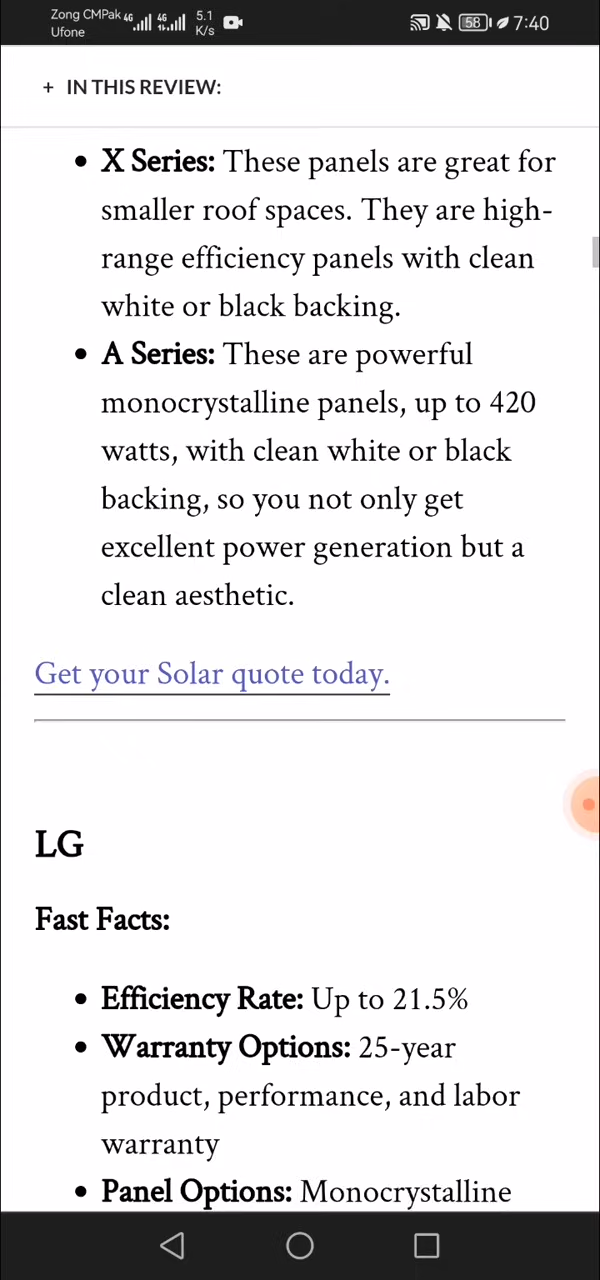 Zong CMPak 4G 4G 5.1 58 7:40
Ufone K/s
+ IN THIS REVIEW:
• X Series: These panels are great for
smaller roof spaces. They are high-
range efficiency panels with clean
white or black backing.
• A Series: These are powerful
monocrystalline panels, up to 420
watts, with clean white or black
backing, so you not only get
excellent power generation but a
clean aesthetic.
Get your Solar quote today.
LG
Fast Facts:
• Efficiency Rate: Up to 21.5%
• Warranty Options: 25-year
product, performance, and labor
warranty
• Panel Options: Monocrystalline